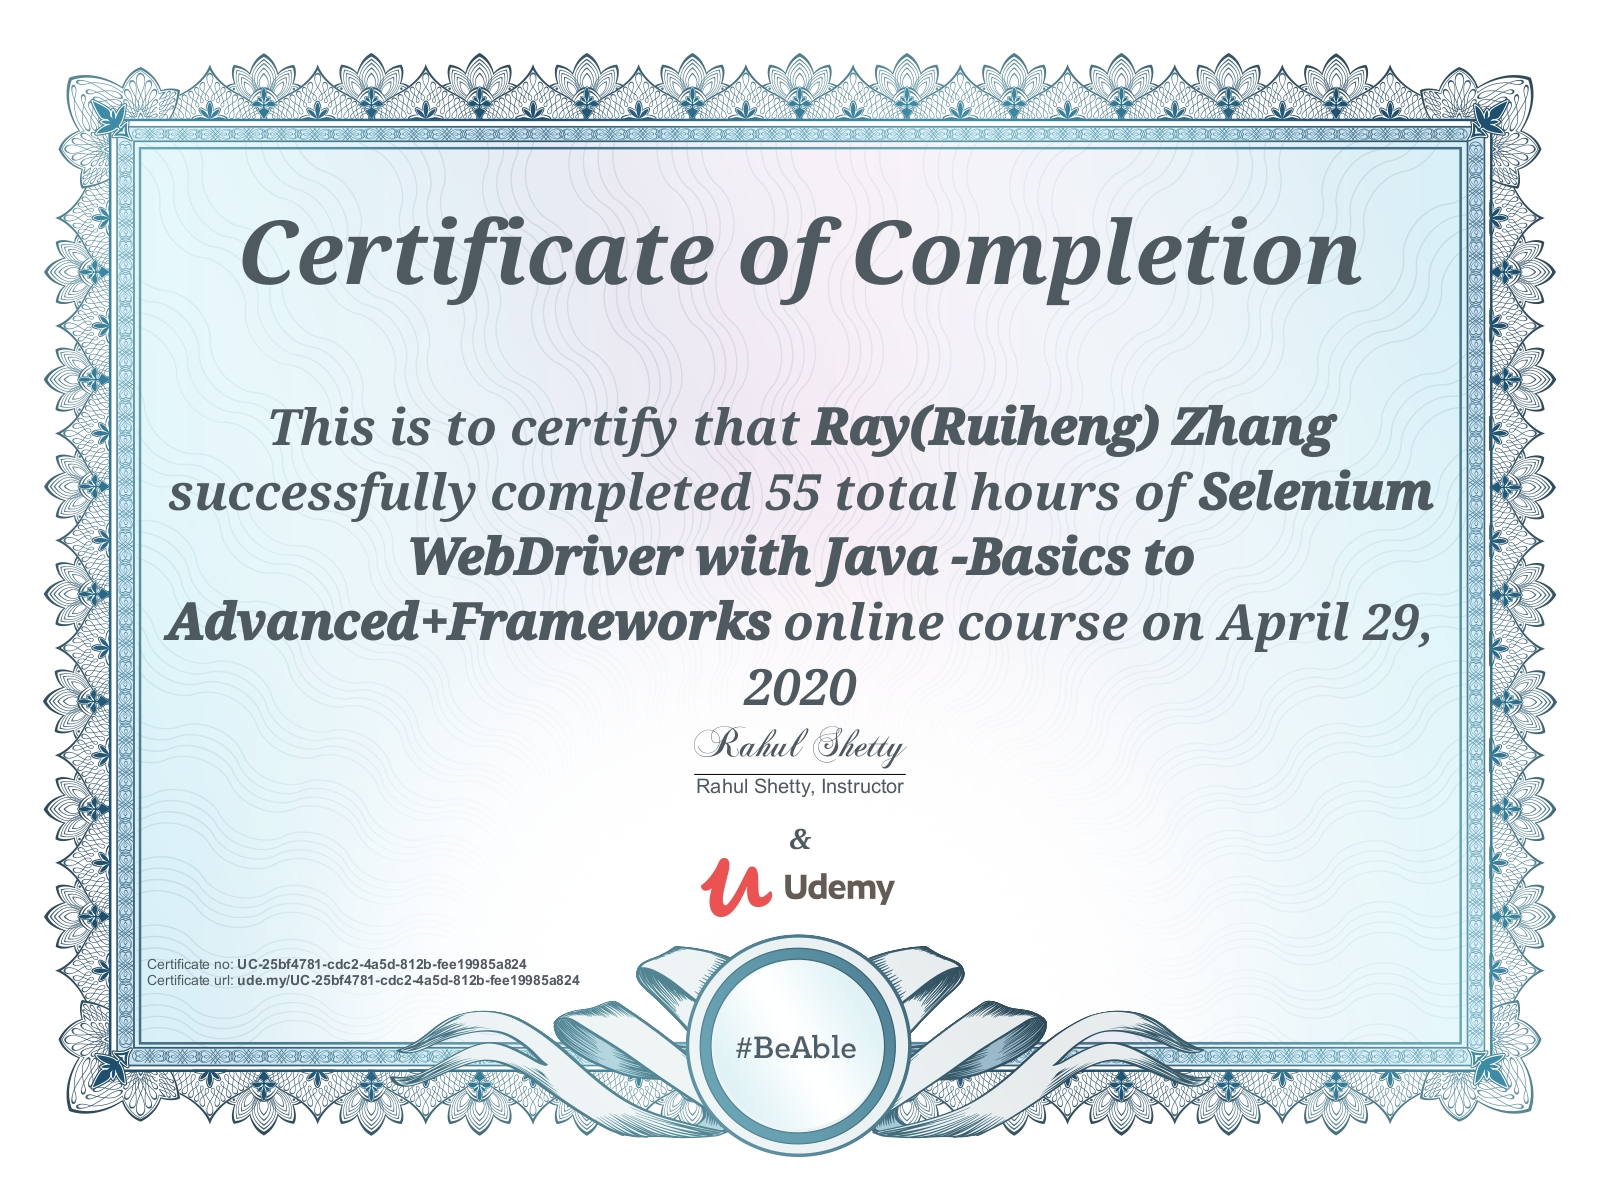 Certificate of Completion
This is to certify that Ray(Ruiheng) Zhang
successfully completed 55 total hours of Selenium
WebDriver with Java -Basics to
Advanced+Frameworks online course on April 29,
2020
Rahul Shetty
Rahul Shetty, Instructor
&
Udemy
Certificate no: UC-25bf4781-cdc2-4a5d-812b-fee19985a824
Certificate url: ude.my/UC-25bf4781-cdc2-4a5d-812b-fee19985a824
#BeAble